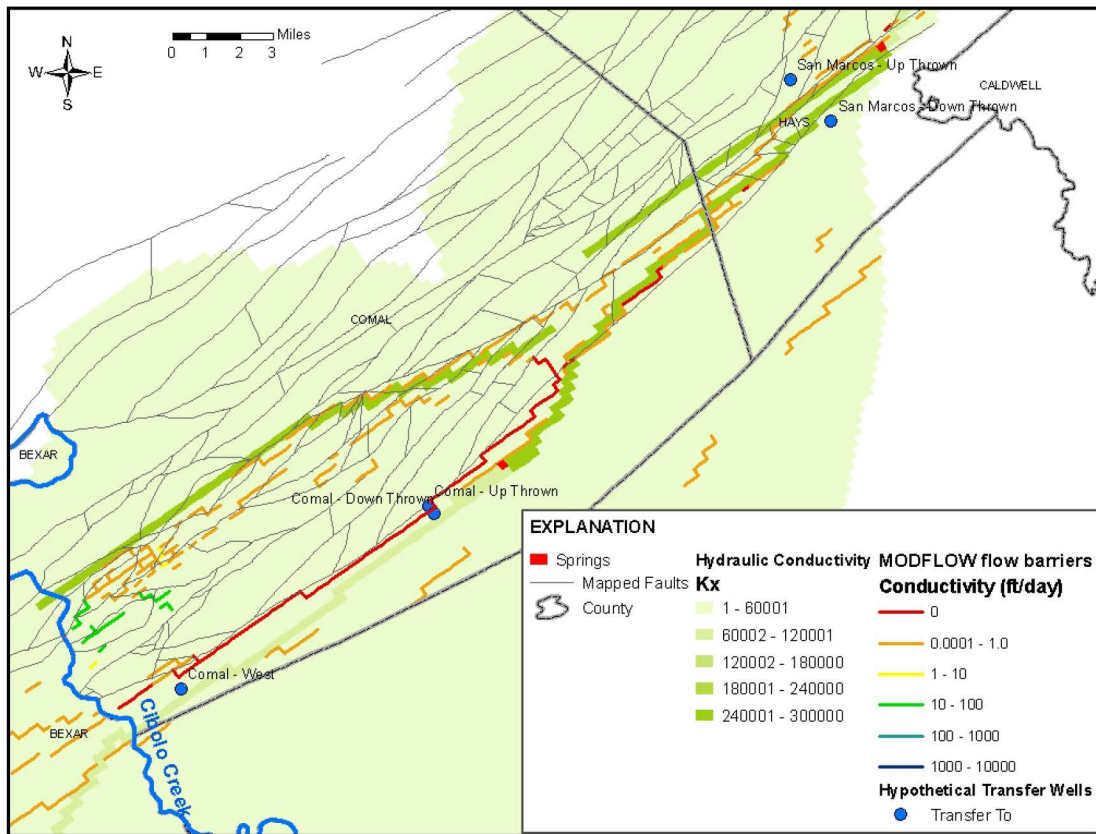 N
W E
S
0 1 2 3 Miles
San Marcos - Up Thrown
CALDWELL
San Marcos - Down Thrown
HAYS
COMAL
BEXAR
Comal - Down Thrown
Comal - Up Thrown
Comal - West
BEXAR
Cibolo Creek
EXPLANATION
Springs
Mapped Faults
County
Hydraulic Conductivity
Kx
1 - 60001
60002 - 120001
120002 - 180000
180001 - 240000
240001 - 300000
MODFLOW flow barriers
Conductivity (ft/day)
0
0.0001 - 1.0
1 - 10
10 - 100
100 - 1000
1000 - 10000
Hypothetical Transfer Wells
Transfer To